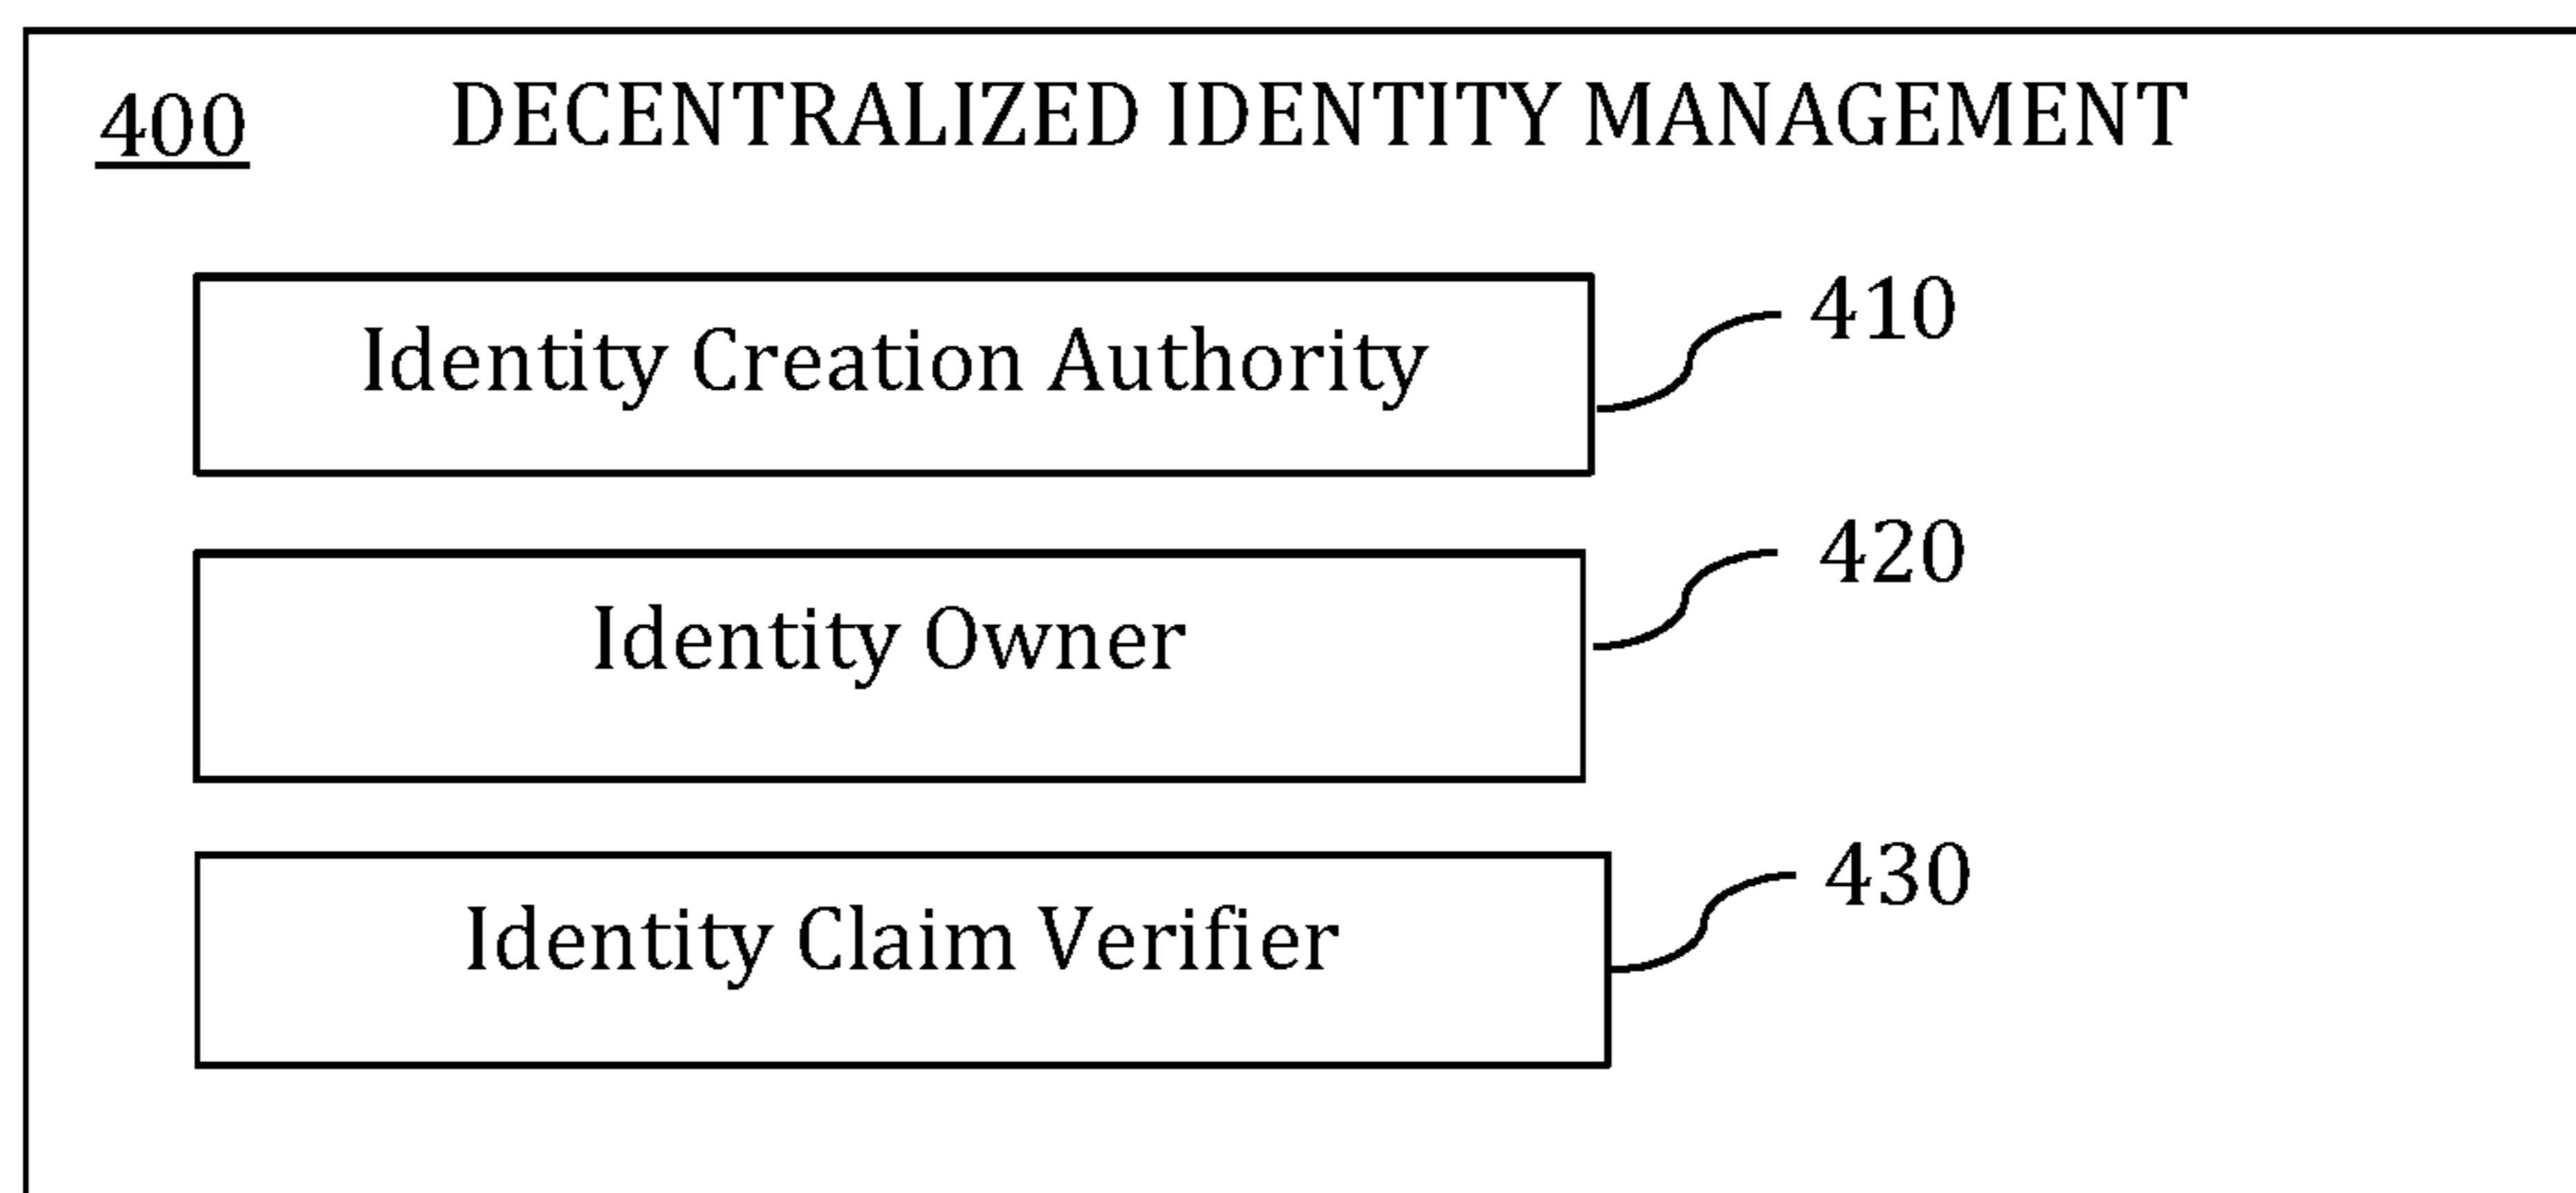 400 DECENTRALIZED IDENTITY MANAGEMENT
Identity Creation Authority 410
Identity Owner 420
Identity Claim Verifier 430